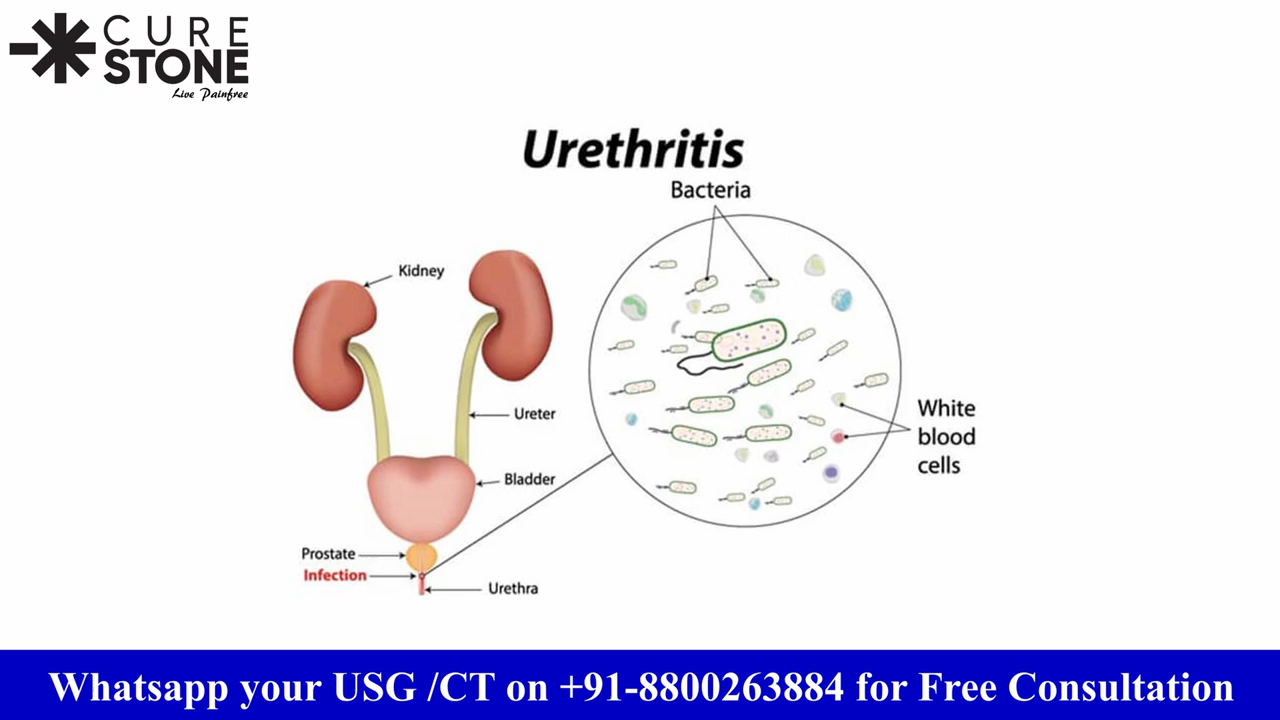 CURE
STONE
Live Painfree
Urethritis
Bacteria
Kidney
Ureter
White
blood
cells
Bladder
Prostate
Infection
Urethra
Whatsapp your USG /CT on +91-8800263884 for Free Consultation